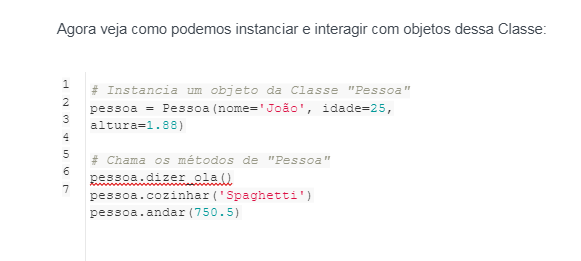 Agora veja como podemos instanciar e interagir com objetos dessa Classe:
1
2
3
4
5
6
7
# Instancia um objeto da Classe "Pessoa"
pessoa = Pessoa(nome='João', idade=25,
altura=1.88)
# Chama os métodos de "Pessoa"
pessoa.dizer_ola()
pessoa.cozinhar('Spaghetti')
pessoa.andar(750.5)